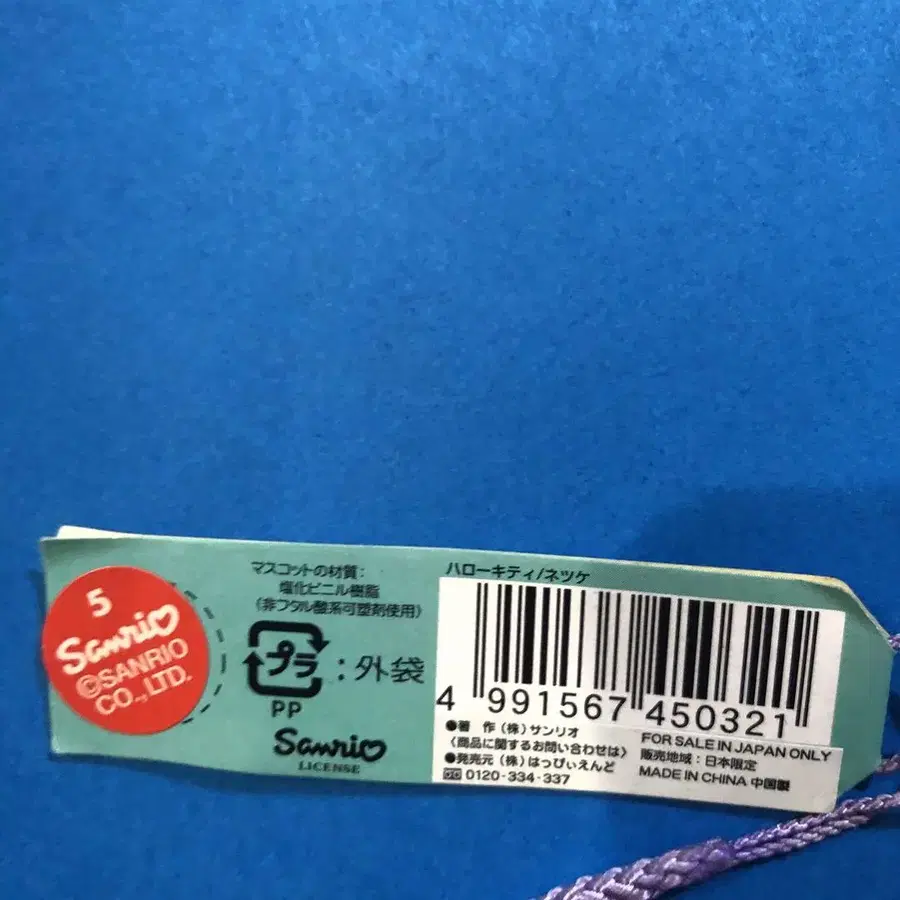 5
Sanrio
©SANRIO
CO.,LTD.
マスコットの材質:
塩化ビニル樹脂
(非フタル酸系可塑剤使用)
プラ
:外袋
PP
Sanrio
LICENSE
ハローキティ/ネツケ
4 991567 450321
●著 作(株)サンリオ
〈商品に関するお問い合わせは〉
●発売元(株)はっぴぃえんど
0120-334-337
FOR SALE IN JAPAN ONLY
販売地域:日本限定
MADE IN CHINA 中国製